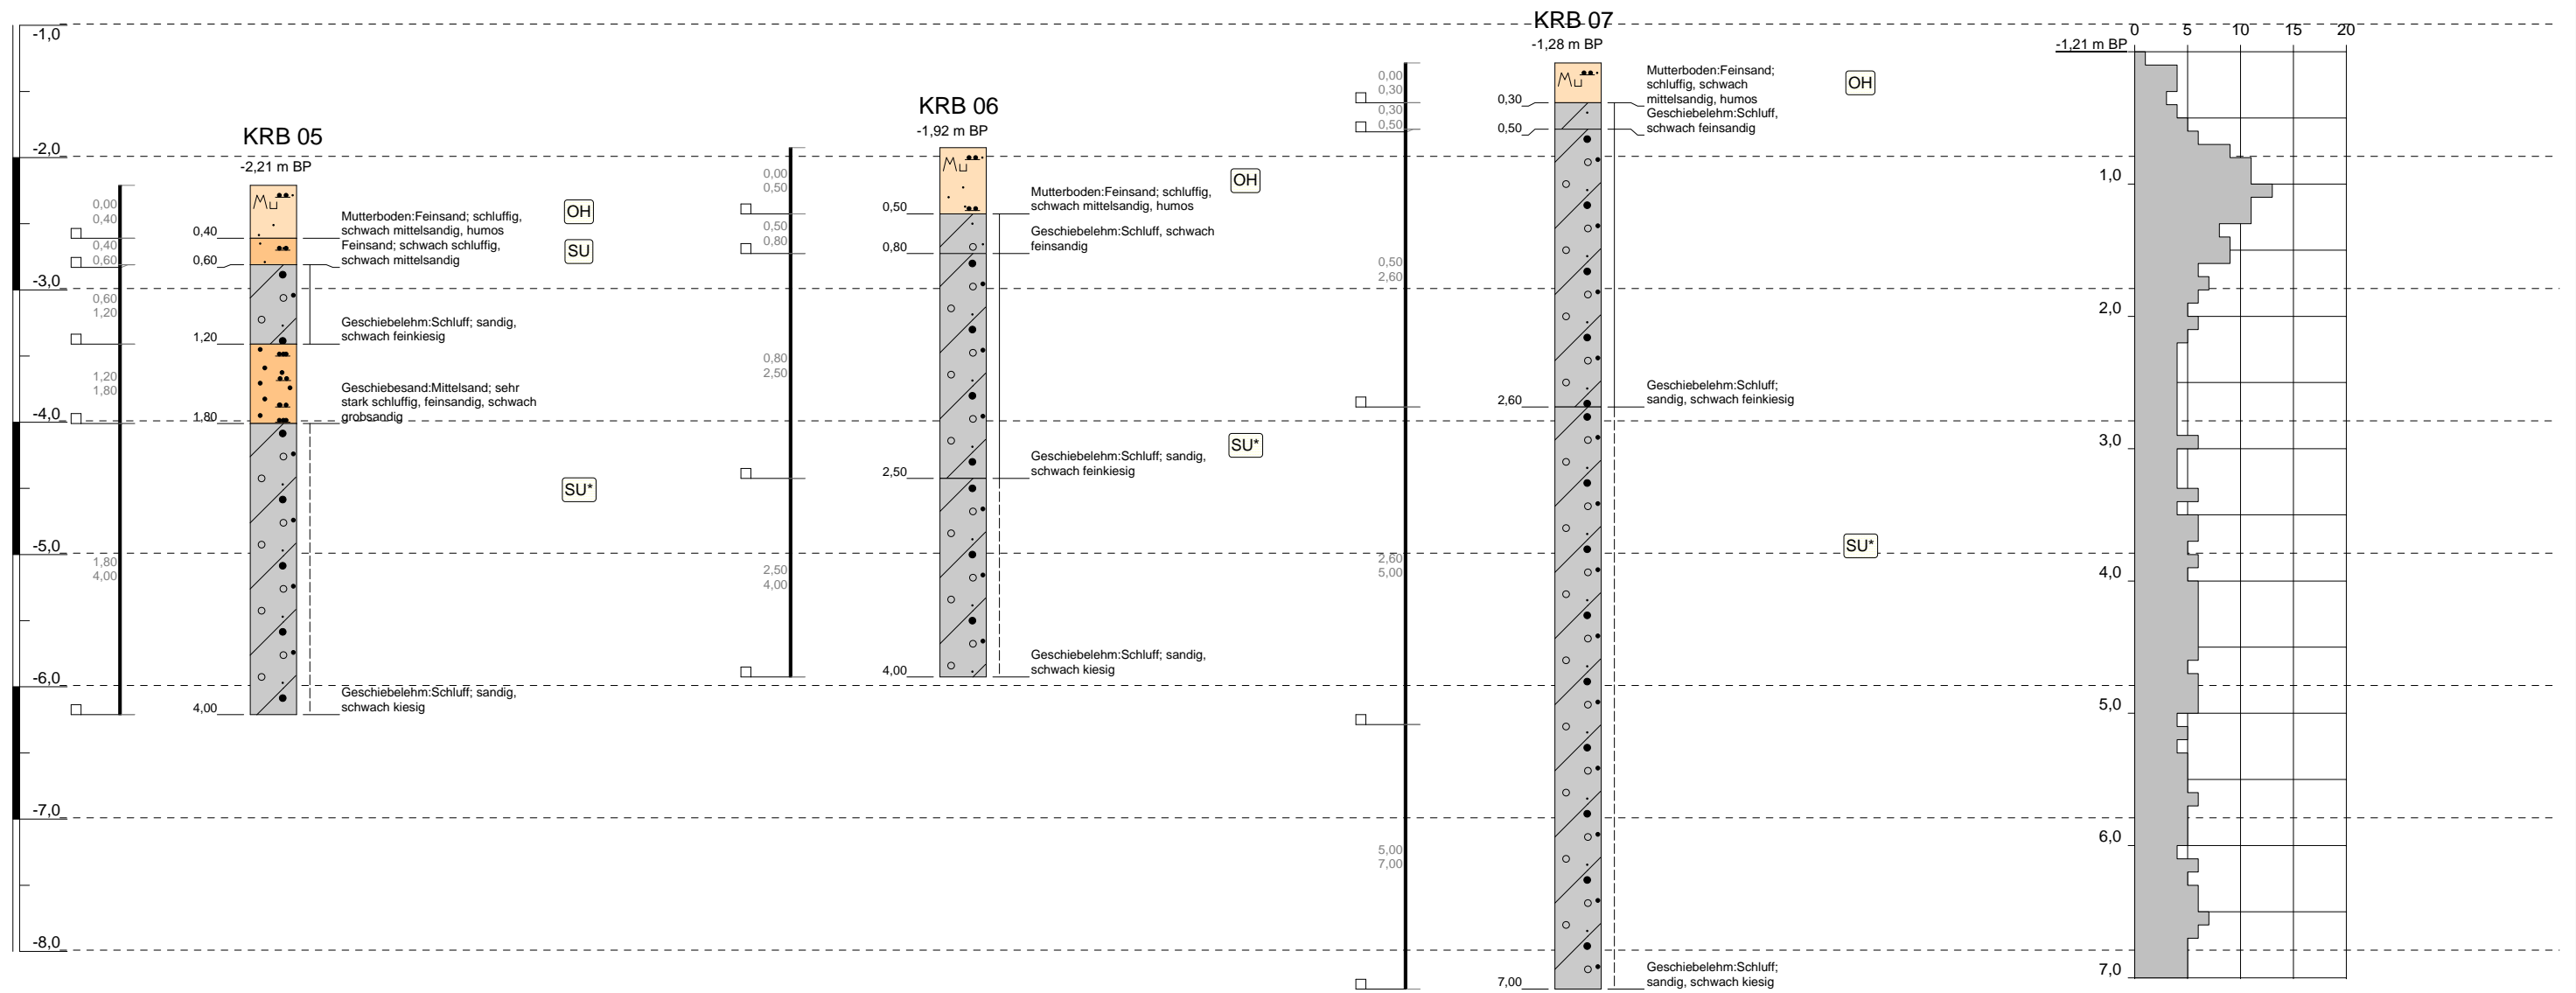 -1,0
-2,0
-3,0
-4,0
-5,0
-6,0
-7,0
-8,0
KRB 05
-2,21 m BP
0,00
0,40
0,40
0,60
0,60
1,20
1,20
1,80
1,80
4,00
0,40
0,60
1,20
1,80
4,00
Mu
Mutterboden:Feinsand; schluffig,
schwach mittelsandig, humos
Feinsand; schwach schluffig,
schwach mittelsandig
Geschiebelehm:Schluff; sandig,
schwach feinkiesig
Geschiebesand:Mittelsand; sehr
stark schluffig, feinsandig, schwach
grobsandig
Geschiebelehm:Schluff; sandig,
schwach kiesig
OH
SU
SU*
KRB 06
-1,92 m BP
0,00
0,50
0,50
0,80
0,80
2,50
2,50
4,00
0,50
0,80
2,50
4,00
Mu
Mutterboden:Feinsand; schluffig,
schwach mittelsandig, humos
Geschiebelehm:Schluff, schwach
feinsandig
Geschiebelehm:Schluff; sandig,
schwach feinkiesig
Geschiebelehm:Schluff; sandig,
schwach kiesig
OH
SU*
KRB 07
-1,28 m BP
0,00
0,30
0,30
0,50
0,50
2,60
2,60
5,00
5,00
7,00
0,30
0,50
2,60
7,00
Mu
Mutterboden:Feinsand;
schluffig, schwach
mittelsandig, humos
Geschiebelehm:Schluff,
schwach feinsandig
Geschiebelehm:Schluff;
sandig, schwach feinkiesig
Geschiebelehm:Schluff;
sandig, schwach kiesig
OH
SU*
0 5 10 15 20
-1,21 m BP
1,0
2,0
3,0
4,0
5,0
6,0
7,0